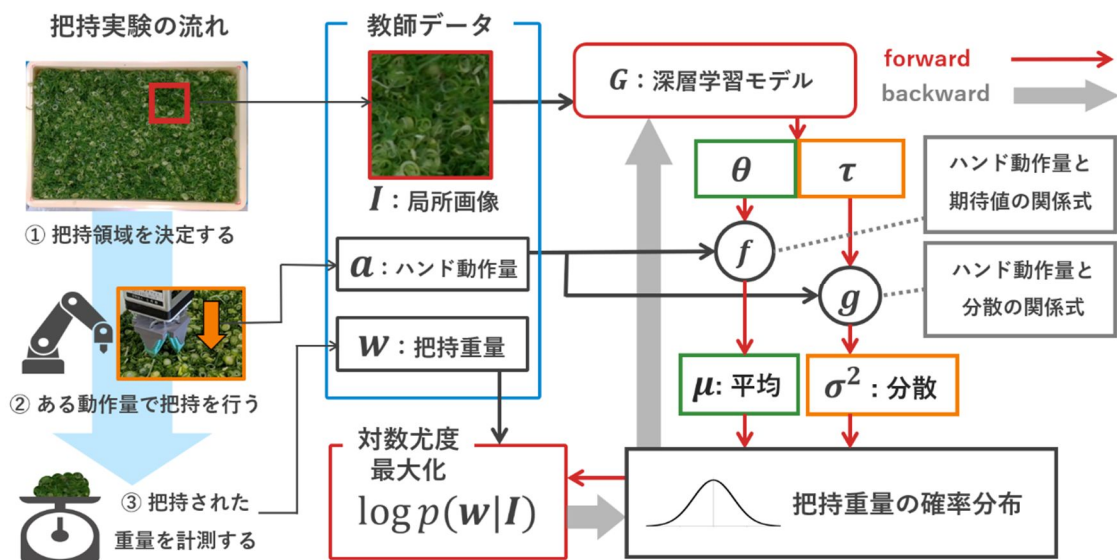 把持実験の流れ
① 把持領域を決定する
② ある動作量で把持を行う
③ 把持された
重量を計測する
教師データ
I：局所画像
a：ハンド動作量
w：把持重量
対数尤度
最大化
log p(w|I)
G：深層学習モデル
θ
τ
f
g
μ: 平均
σ²：分散
把持重量の確率分布
forward
backward
ハンド動作量と
期待値の関係式
ハンド動作量と
分散の関係式